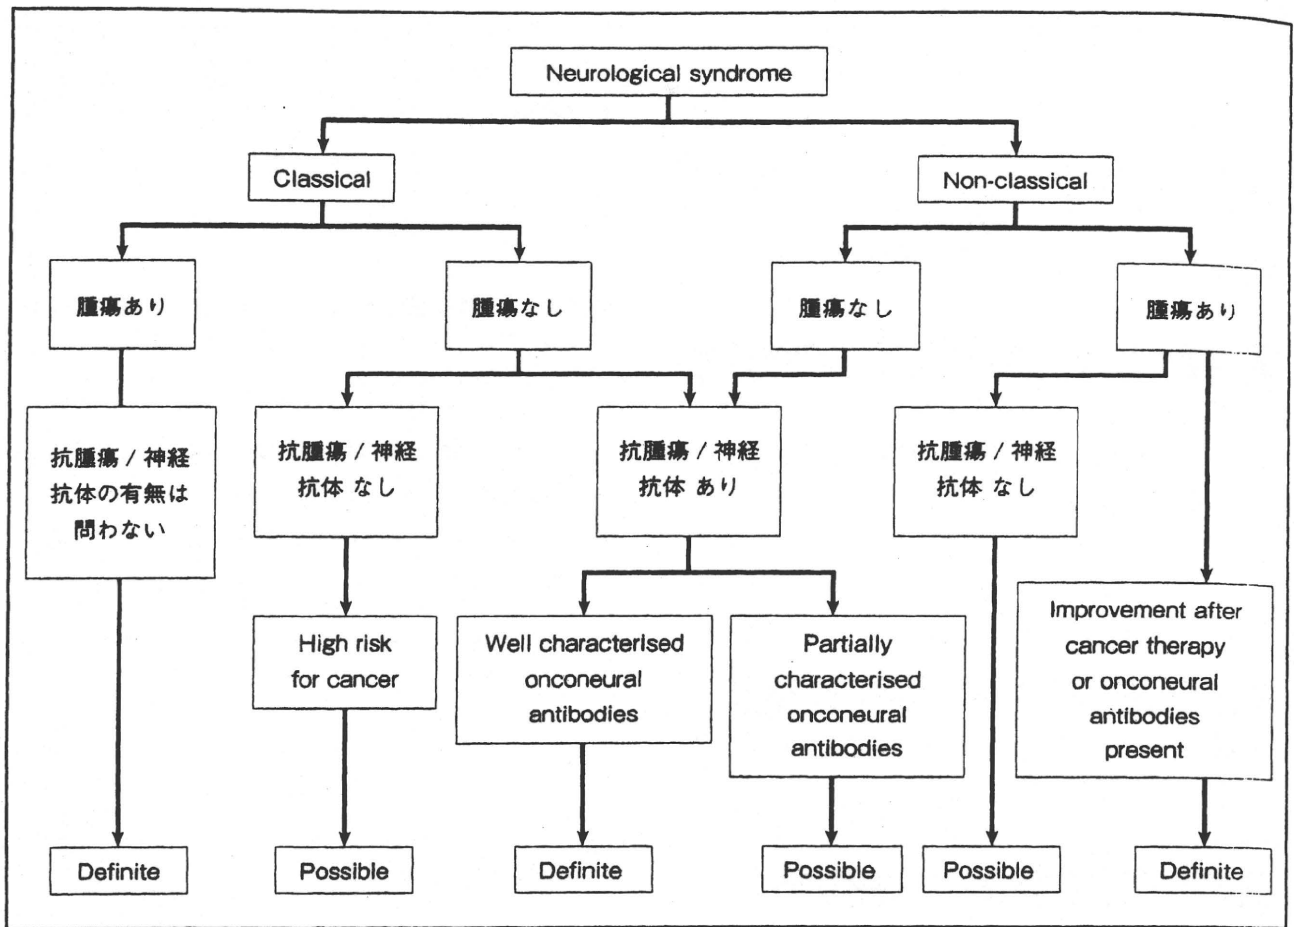 Neurological syndrome
Classical
Non-classical
腫瘍あり
腫瘍なし
腫瘍なし
腫瘍あり
抗腫瘍 / 神経
抗体の有無は
問わない
抗腫瘍 / 神経
抗体 なし
抗腫瘍 / 神経
抗体 あり
抗腫瘍 / 神経
抗体 なし
High risk
for cancer
Well characterised
onconeural
antibodies
Partially
characterised
onconeural
antibodies
Improvement after
cancer therapy
or onconeural
antibodies
present
Definite
Possible
Definite
Possible
Possible
Definite